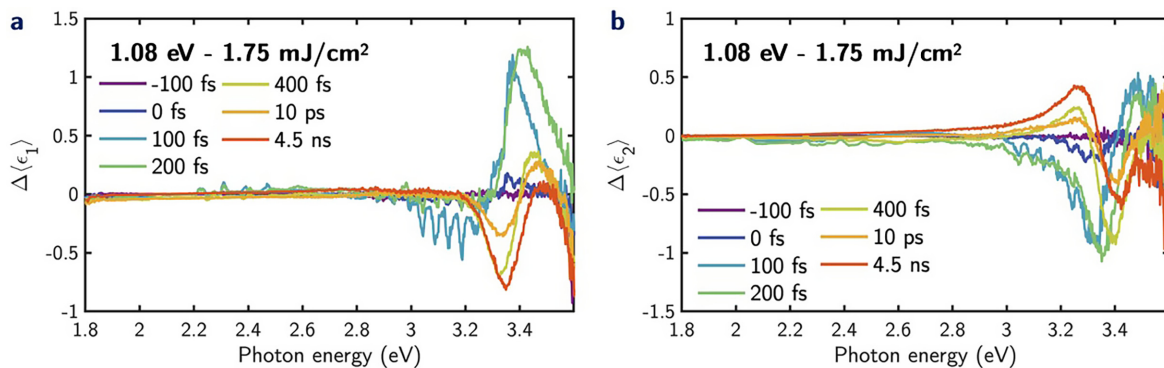 a
1.08 eV - 1.75 mJ/cm²
-100 fs
0 fs
100 fs
200 fs
400 fs
10 ps
4.5 ns
1.5
1
0.5
0
-0.5
-1
Δ⟨ϵ₁⟩
1.8 2 2.2 2.4 2.6 2.8 3 3.2 3.4 3.6
Photon energy (eV)
b
1.08 eV - 1.75 mJ/cm²
-100 fs
0 fs
100 fs
200 fs
400 fs
10 ps
4.5 ns
1
0.5
0
-0.5
-1
-1.5
Δ⟨ϵ₂⟩
1.8 2 2.2 2.4 2.6 2.8 3 3.2 3.4
Photon energy (eV)